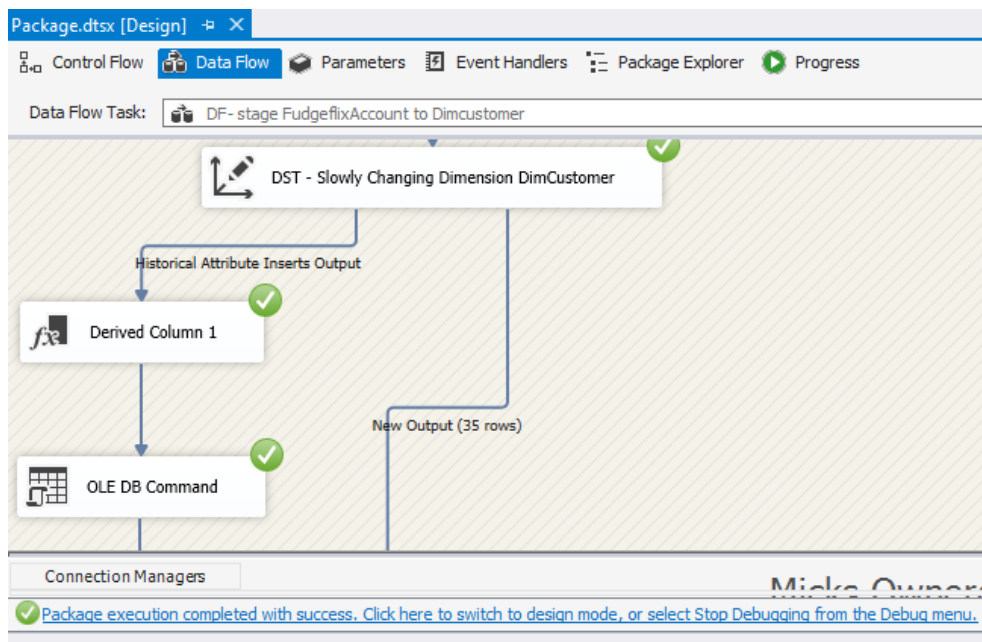 Package.dtsx [Design]
Control Flow Data Flow Parameters Event Handlers Package Explorer Progress
Data Flow Task: DF- stage FudgeflixAccount to Dimcustomer
DST - Slowly Changing Dimension DimCustomer
Historical Attribute Inserts Output
fx Derived Column 1
New Output (35 rows)
OLE DB Command
Connection Managers
Package execution completed with success. Click here to switch to design mode, or select Stop Debugging from the Debug menu.